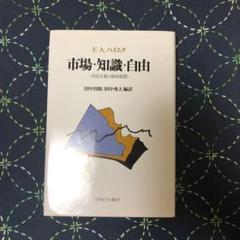 F. A. ハイエク
市場・知識・自由
―自由主義の経済思想―
田中真晴・田中秀夫編訳
ミネルヴァ書房